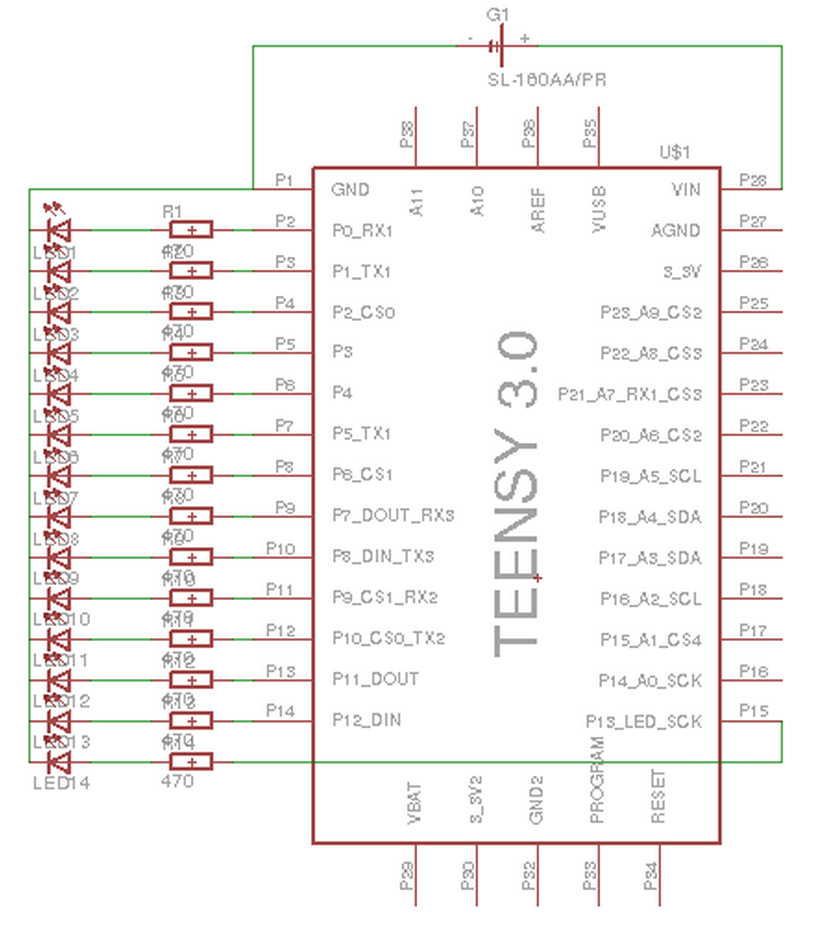 G1
- +
SL-160AA/PR
P38
P37
P36
P35
U$1
P1
GND
A11
A10
AREF
VUSB
VIN
P28
R1
P2
P0_RX1
AGND
P27
LED1
470
P3
P1_TX1
3_3V
P26
LED2
470
P4
P2_CS0
P23_A9_CS2
P25
LED3
470
P5
P3
P22_A8_CS3
P24
LED4
470
P6
P4
P21_A7_RX1_CS3
P23
LED5
470
P7
P5_TX1
P20_A6_CS2
P22
LED6
470
P8
P6_CS1
P19_A5_SCL
P21
LED7
470
P9
P7_DOUT_RX3
P18_A4_SDA
P20
LED8
470
P10
P8_DIN_TX3
P17_A3_SDA
P19
LED9
470
P11
P9_CS1_RX2
P16_A2_SCL
P18
LED10
470
P12
P10_CS0_TX2
P15_A1_CS4
P17
LED11
470
P13
P11_DOUT
P14_A0_SCK
P16
LED12
470
P14
P12_DIN
P13_LED_SCK
P15
LED13
470
LED14
470
TEENSY 3.0
VBAT
3_3V2
GND2
PROGRAM
RESET
P29
P30
P32
P33
P34